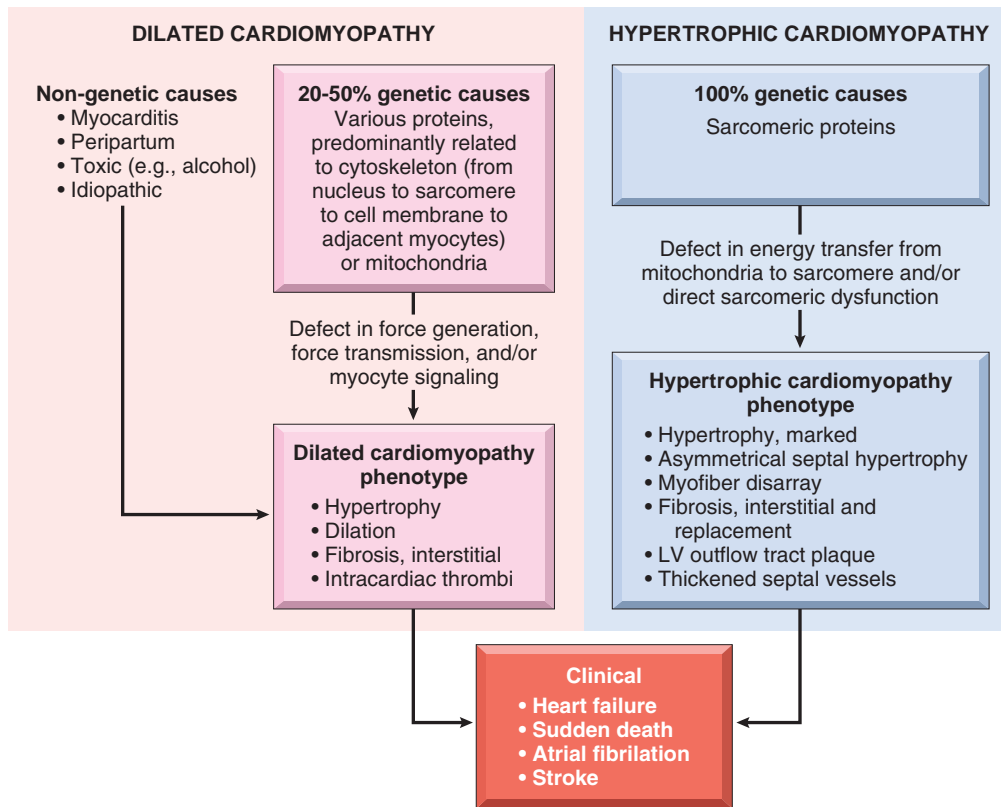 DILATED CARDIOMYOPATHY
Non-genetic causes
• Myocarditis
• Peripartum
• Toxic (e.g., alcohol)
• Idiopathic
20-50% genetic causes
Various proteins,
predominantly related
to cytoskeleton (from
nucleus to sarcomere
to cell membrane to
adjacent myocytes)
or mitochondria
Defect in force generation,
force transmission, and/or
myocyte signaling
Dilated cardiomyopathy
phenotype
• Hypertrophy
• Dilation
• Fibrosis, interstitial
• Intracardiac thrombi
HYPERTROPHIC CARDIOMYOPATHY
100% genetic causes
Sarcomeric proteins
Defect in energy transfer from
mitochondria to sarcomere and/or
direct sarcomeric dysfunction
Hypertrophic cardiomyopathy
phenotype
• Hypertrophy, marked
• Asymmetrical septal hypertrophy
• Myofiber disarray
• Fibrosis, interstitial and
replacement
• LV outflow tract plaque
• Thickened septal vessels
Clinical
• Heart failure
• Sudden death
• Atrial fibrilation
• Stroke